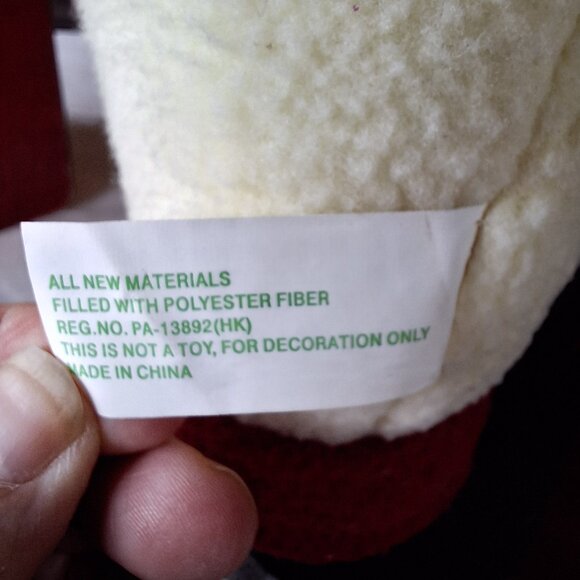 ALL NEW MATERIALS
FILLED WITH POLYESTER FIBER
REG.NO. PA-13892(HK)
THIS IS NOT A TOY, FOR DECORATION ONLY
MADE IN CHINA